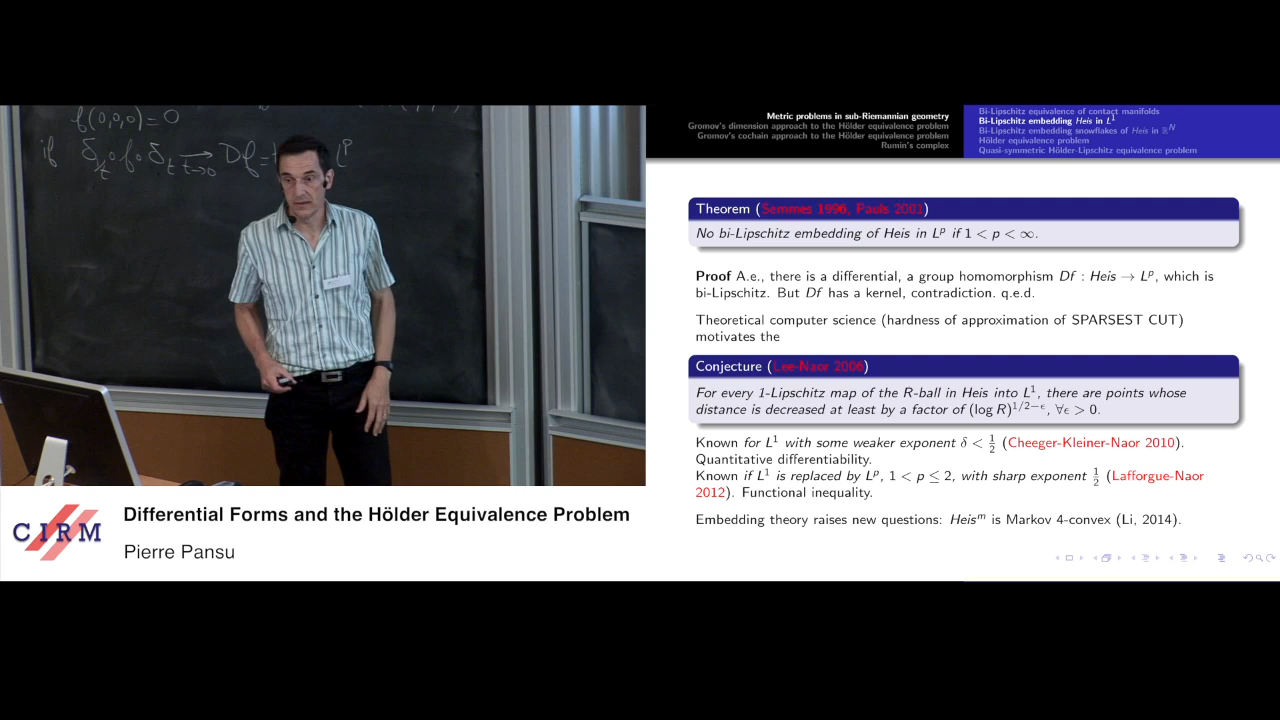 f(0,0,0) = 0
if δ_{1/t} ∘ f ∘ δ_t → Df
t→0
L^P
CIRM
Differential Forms and the Hölder Equivalence Problem
Pierre Pansu
Metric problems in sub-Riemannian geometry
Gromov's dimension approach to the Hölder equivalence problem
Gromov's cochain approach to the Hölder equivalence problem
Rumin's complex
Bi-Lipschitz equivalence of contact manifolds
Bi-Lipschitz embedding Heis in L¹
Bi-Lipschitz embedding snowflakes of Heis in ℝᴺ
Hölder equivalence problem
Quasi-symmetric Hölder-Lipschitz equivalence problem
Theorem (Semmes 1996, Pauls 2001)
No bi-Lipschitz embedding of Heis in Lᵖ if 1 < p < ∞.
Proof A.e., there is a differential, a group homomorphism Df : Heis → Lᵖ, which is
bi-Lipschitz. But Df has a kernel, contradiction. q.e.d.
Theoretical computer science (hardness of approximation of SPARSEST CUT)
motivates the
Conjecture (Lee-Naor 2006)
For every 1-Lipschitz map of the R-ball in Heis into L¹, there are points whose
distance is decreased at least by a factor of (log R)^{1/2−ϵ}, ∀ϵ > 0.
Known for L¹ with some weaker exponent δ < 1/2 (Cheeger-Kleiner-Naor 2010).
Quantitative differentiability.
Known if L¹ is replaced by Lᵖ, 1 < p ≤ 2, with sharp exponent 1/2 (Lafforgue-Naor
2012). Functional inequality.
Embedding theory raises new questions: Heisᵐ is Markov 4-convex (Li, 2014).